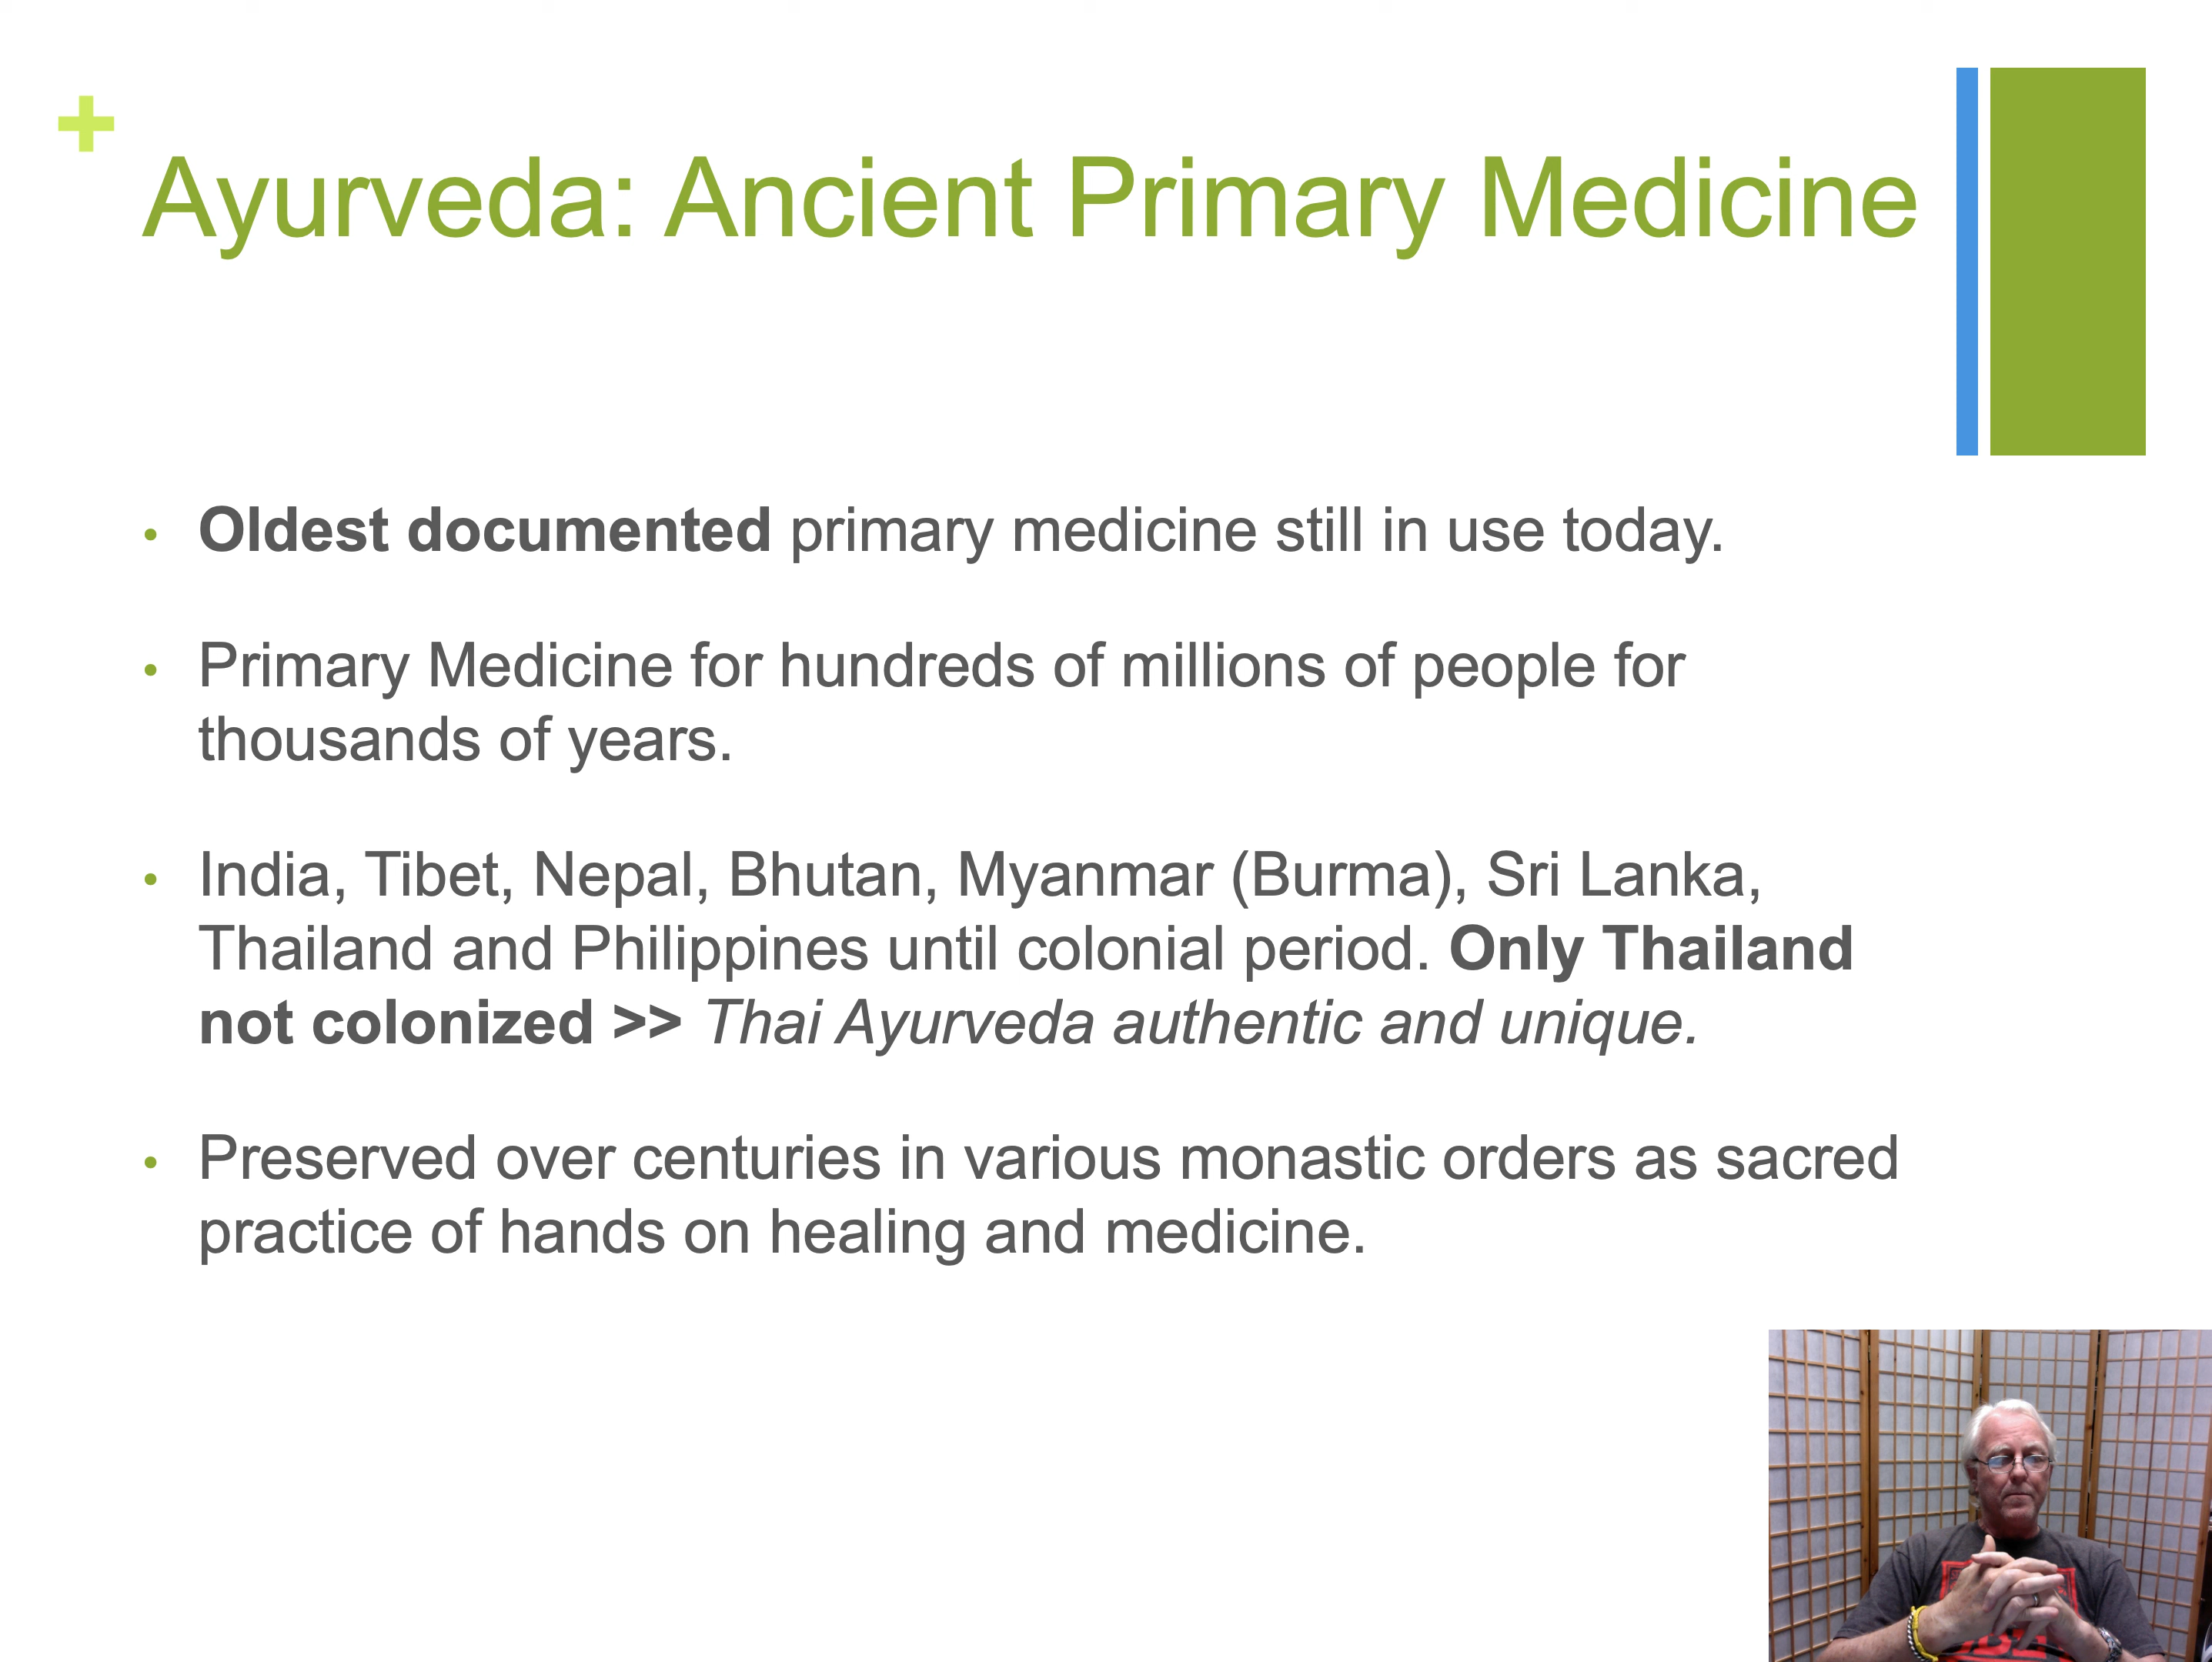 Ayurveda: Ancient Primary Medicine
• Oldest documented primary medicine still in use today.
• Primary Medicine for hundreds of millions of people for
thousands of years.
• India, Tibet, Nepal, Bhutan, Myanmar (Burma), Sri Lanka,
Thailand and Philippines until colonial period. Only Thailand
not colonized >> Thai Ayurveda authentic and unique.
• Preserved over centuries in various monastic orders as sacred
practice of hands on healing and medicine.